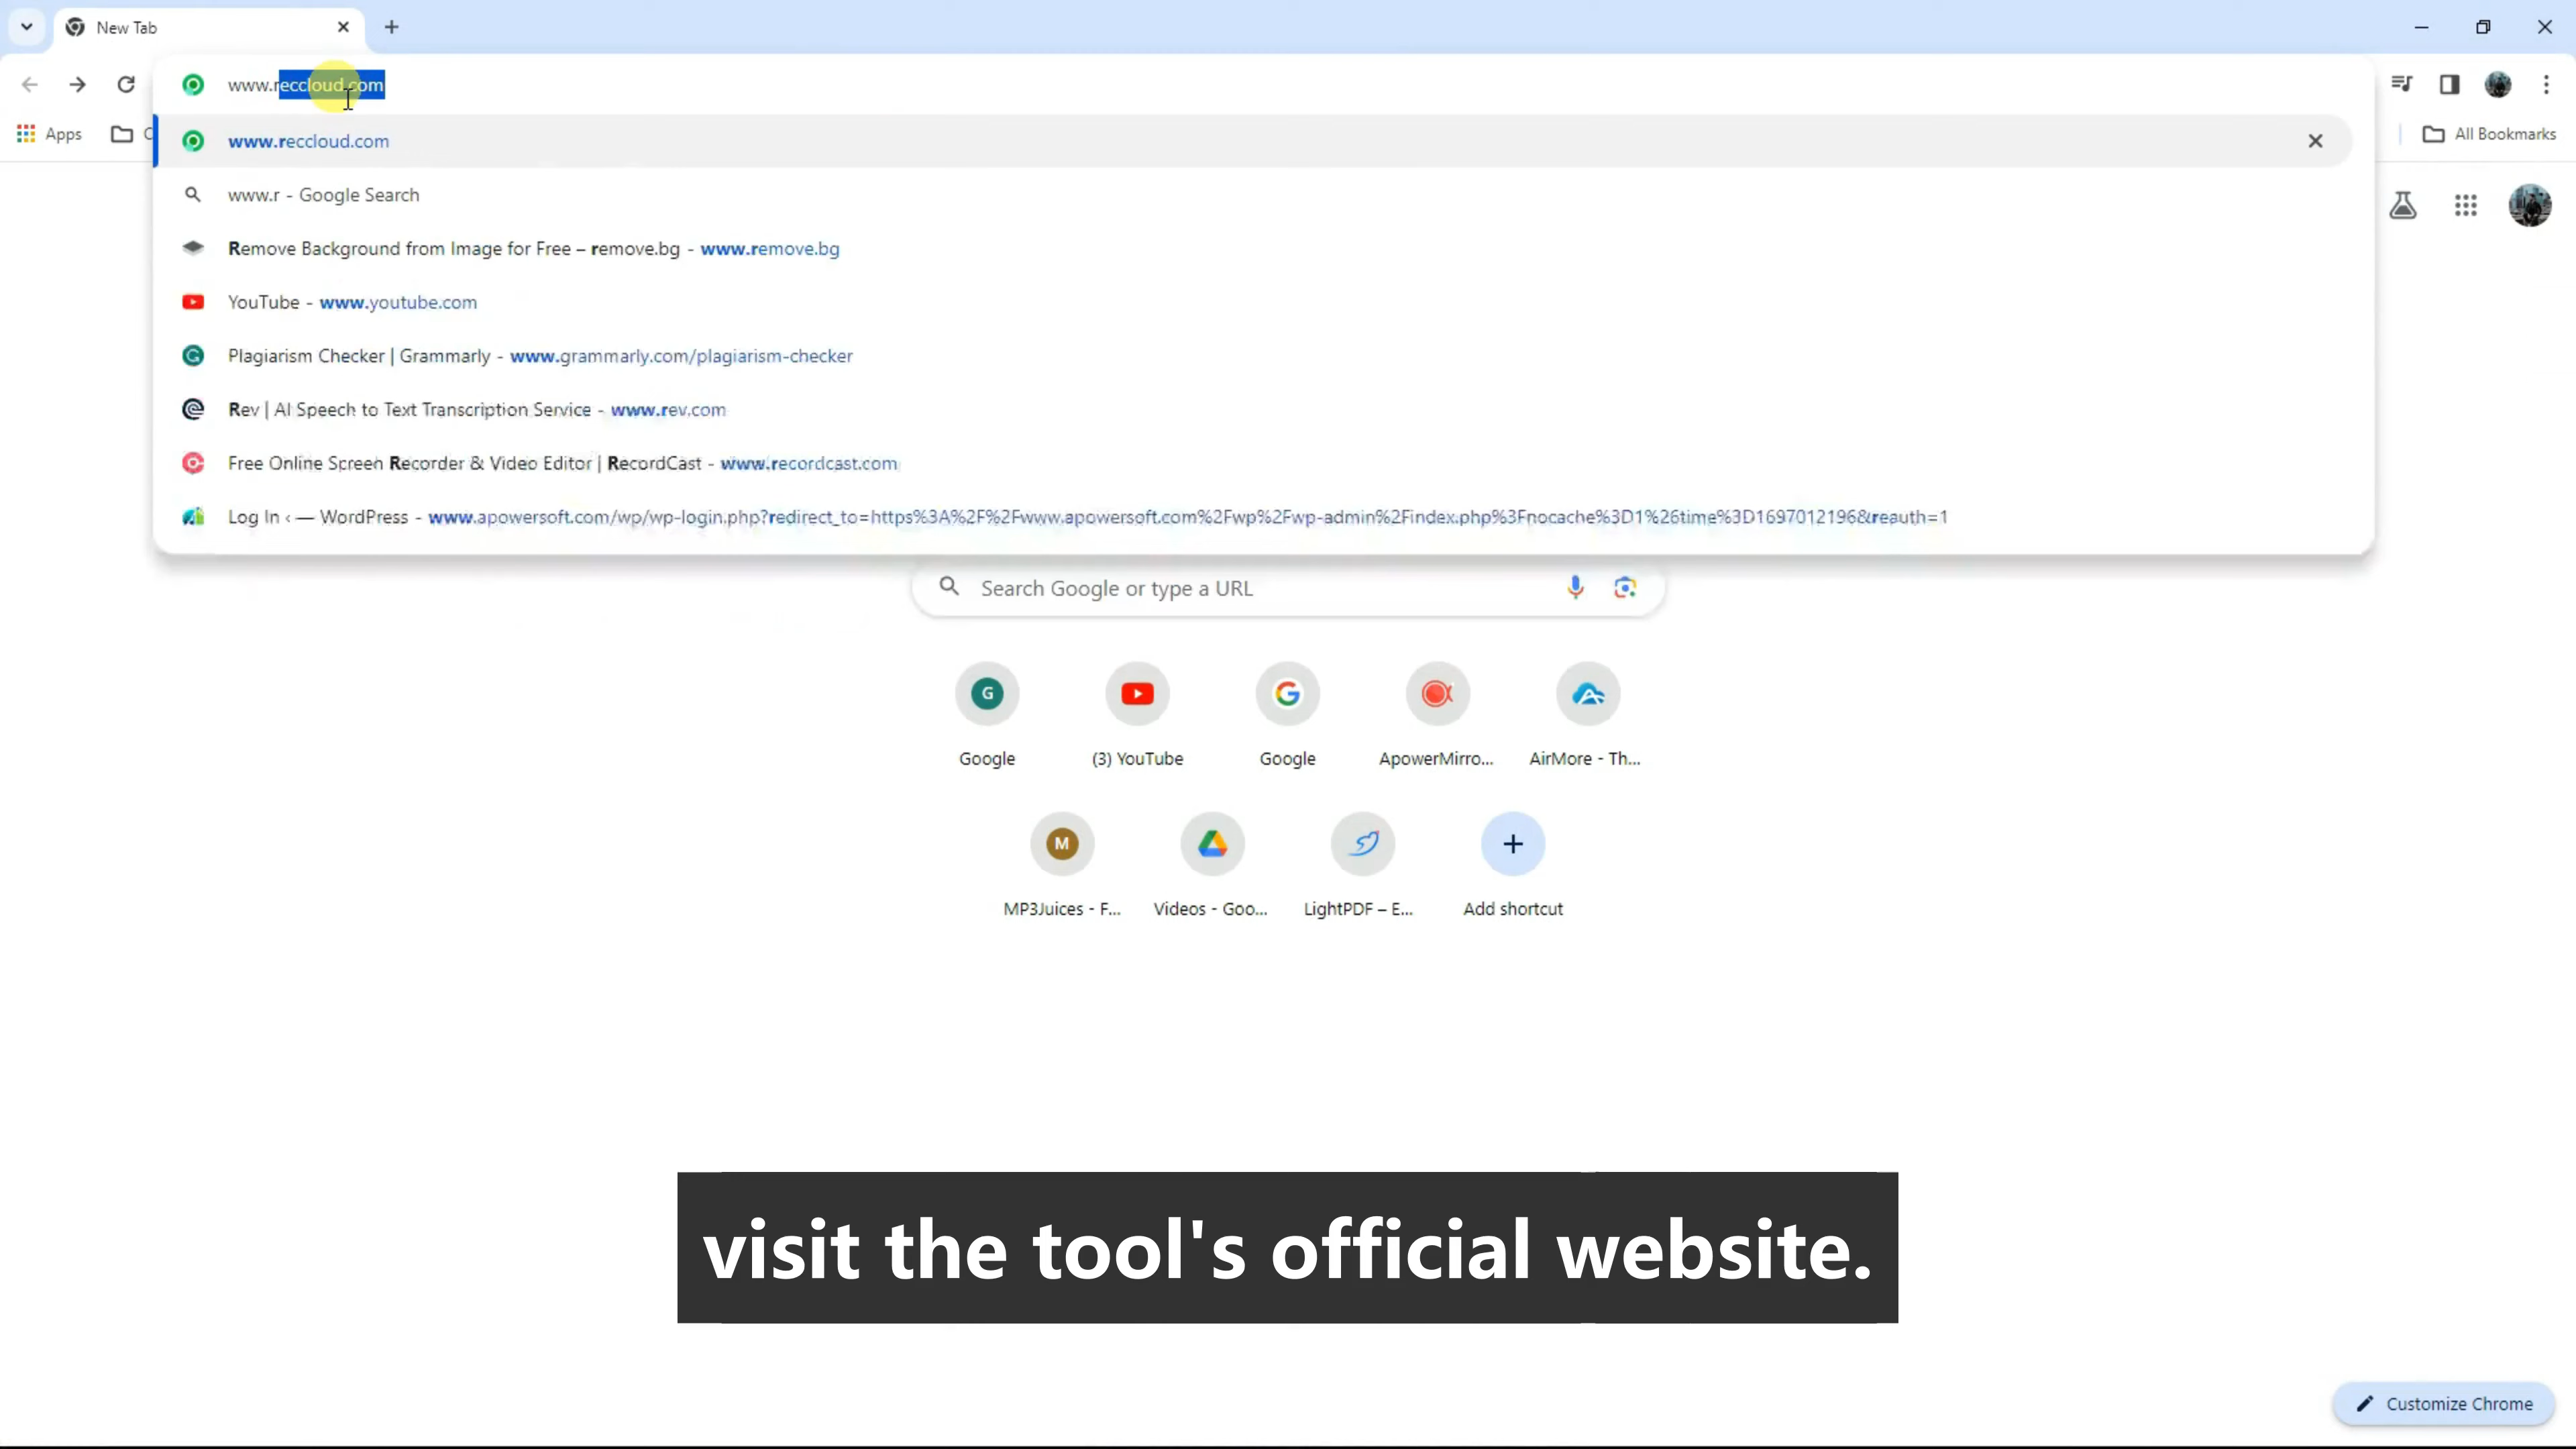 New Tab
www.reccloud.com
Apps
All Bookmarks
www.reccloud.com
www.r - Google Search
Remove Background from Image for Free – remove.bg - www.remove.bg
YouTube - www.youtube.com
Plagiarism Checker | Grammarly - www.grammarly.com/plagiarism-checker
Rev | AI Speech to Text Transcription Service - www.rev.com
Free Online Screen Recorder & Video Editor | RecordCast - www.recordcast.com
Log In ‹ — WordPress - www.apowersoft.com/wp/wp-login.php?redirect_to=https%3A%2F%2Fwww.apowersoft.com%2Fwp%2Fwp-admin%2Findex.php%3Fnocache%3D1%26time%3D1697012196&reauth=1
Search Google or type a URL
G
Google
(3) YouTube
Google
ApowerMirro...
AirMore - Th...
M
MP3Juices - F...
Videos - Goo...
LightPDF – E...
Add shortcut
visit the tool's official website.
Customize Chrome